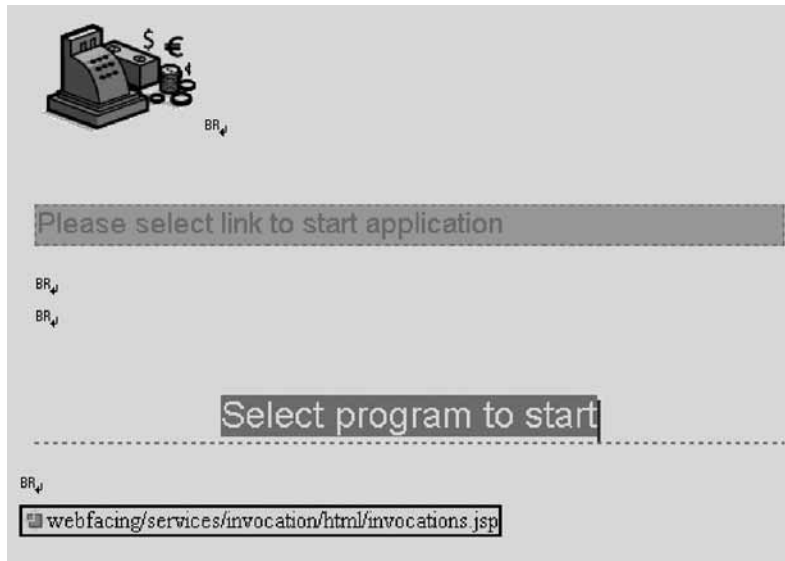 $ €
BR
Please select link to start application
BR
BR
Select program to start
BR
webfacing/services/invocation/html/invocations.jsp